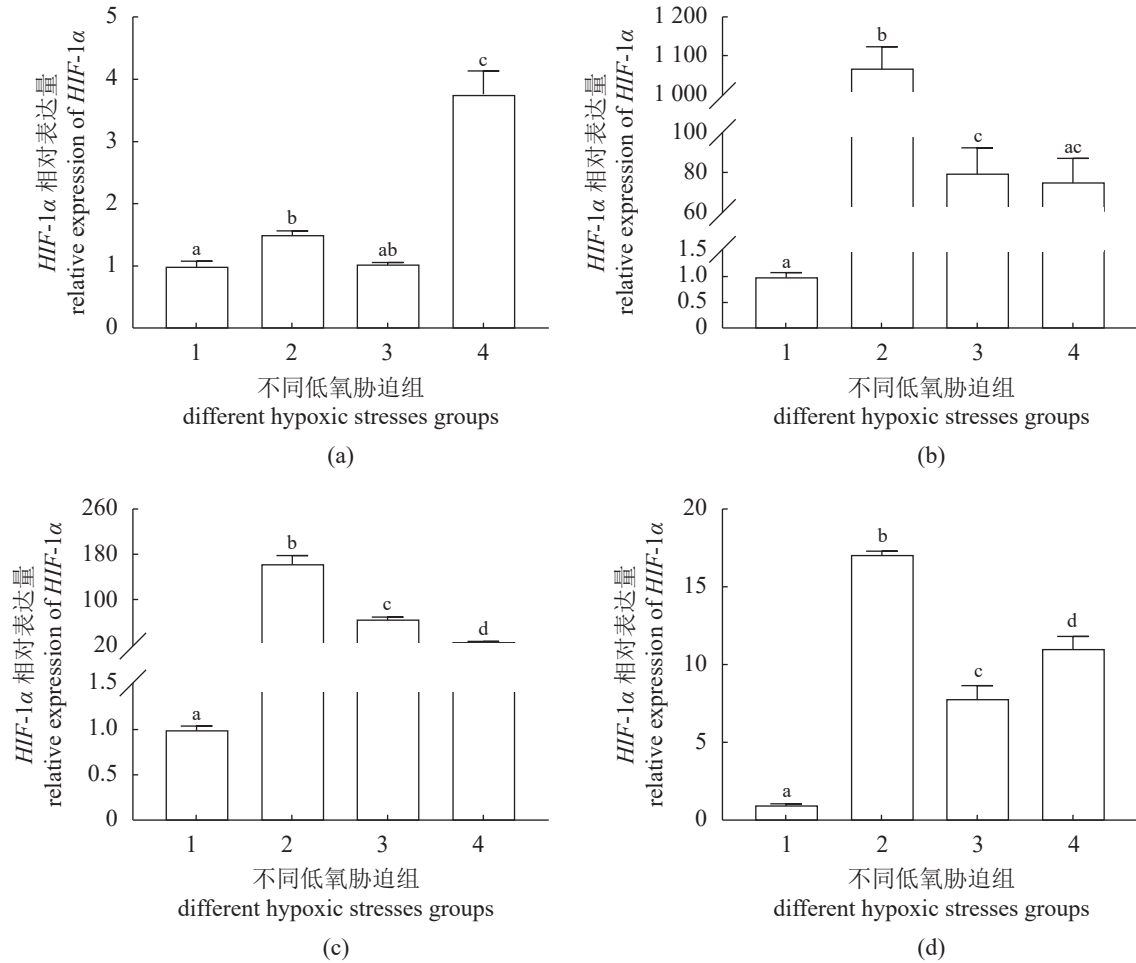 HIF-1α 相对表达量
relative expression of HIF-1α
5
4
3
2
1
0
a
b
ab
c
1
2
3
4
不同低氧胁迫组
different hypoxic stresses groups
(a)
HIF-1α 相对表达量
relative expression of HIF-1α
1 200
1 100
1 000
100
80
60
1.5
1.0
0.5
0
a
b
c
ac
1
2
3
4
不同低氧胁迫组
different hypoxic stresses groups
(b)
HIF-1α 相对表达量
relative expression of HIF-1α
260
180
100
20
1.5
1.0
0.5
0
a
b
c
d
1
2
3
4
不同低氧胁迫组
different hypoxic stresses groups
(c)
HIF-1α 相对表达量
relative expression of HIF-1α
20
15
10
5
0
a
b
c
d
1
2
3
4
不同低氧胁迫组
different hypoxic stresses groups
(d)